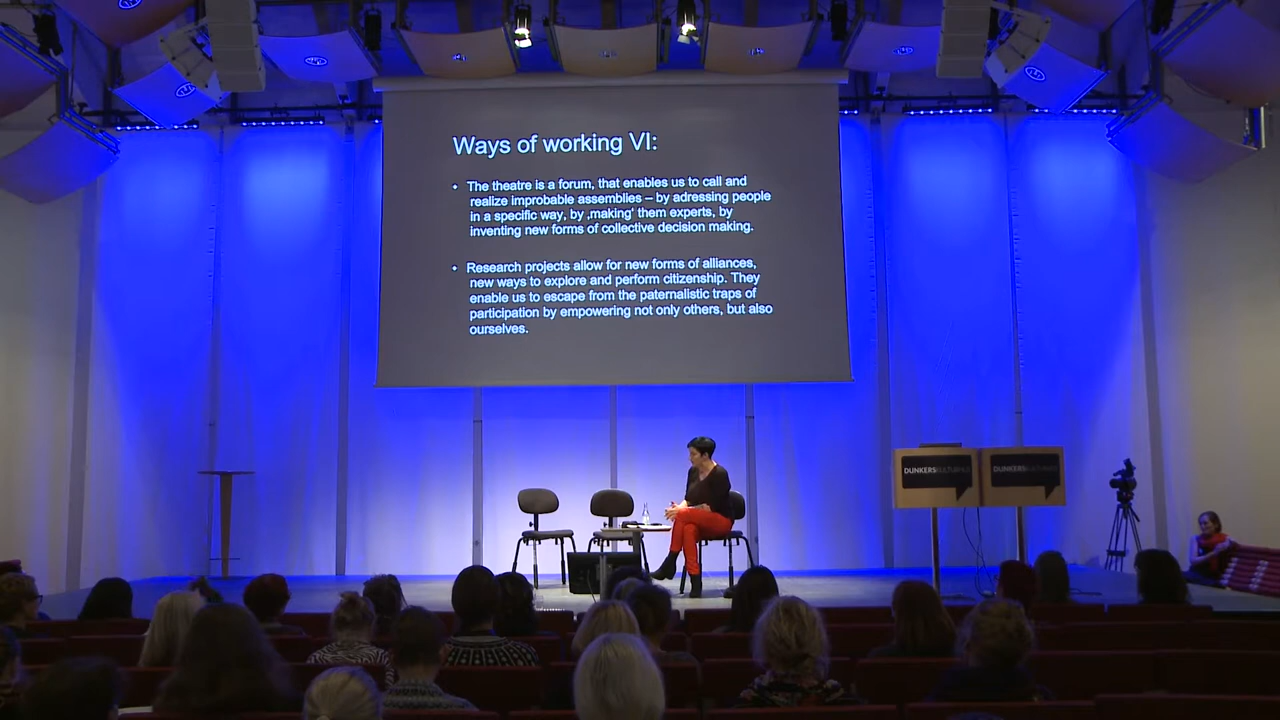 Ways of working VI:
• The theatre is a forum, that enables us to call and
realize improbable assemblies – by adressing people
in a specific way, by ‚making‘ them experts, by
inventing new forms of collective decision making.
• Research projects allow for new forms of alliances,
new ways to explore and perform citizenship. They
enable us to escape from the paternalistic traps of
participation by empowering not only others, but also
ourselves.
DUNKERSKULTURHUS
DUNKERSKULTURHUS